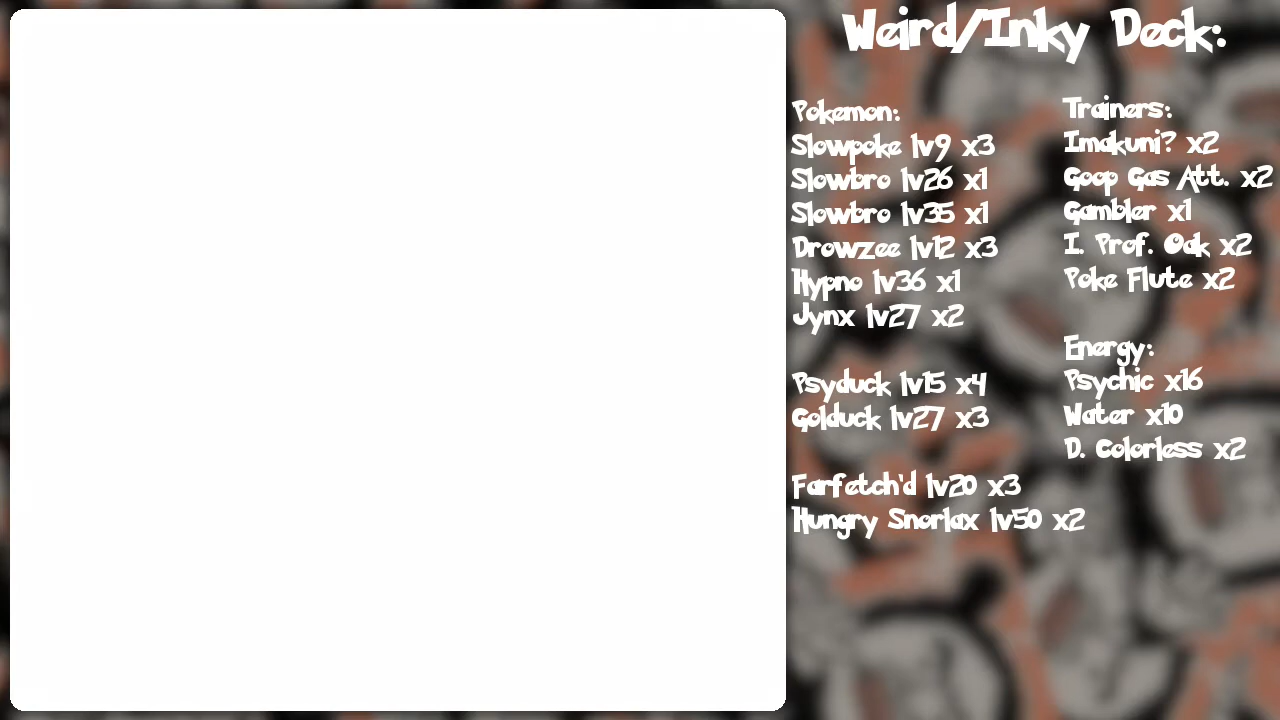 Weird/Inky Deck:
Pokemon:
Slowpoke lv9 x3
Slowbro lv26 x1
Slowbro lv35 x1
Drowzee lv12 x3
Hypno lv36 x1
Jynx lv27 x2
Psyduck lv15 x4
Golduck lv27 x3
Farfetch'd lv20 x3
Hungry Snorlax lv50 x2
Trainers:
Imakuni? x2
Goop Gas Att. x2
Gambler x1
I. Prof. Oak x2
Poke Flute x2
Energy:
Psychic x16
Water x10
D. Colorless x2